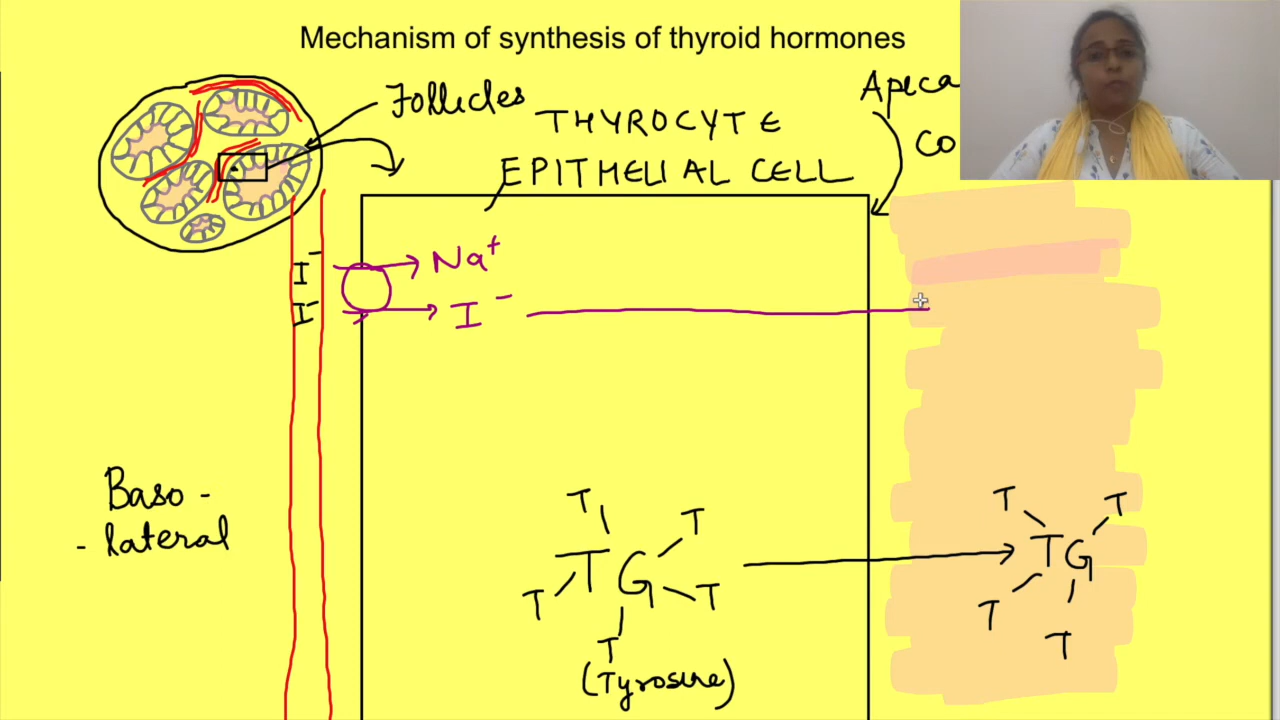 Mechanism of synthesis of thyroid hormones
Follicles
THYROCYTE
EPITHELIAL CELL
Apica
Co
I⁻
Na⁺
I⁻
I⁻
Baso -
- lateral
T
T
TG
T
T
T
(Tyrosine)
T
T
TG
T
T